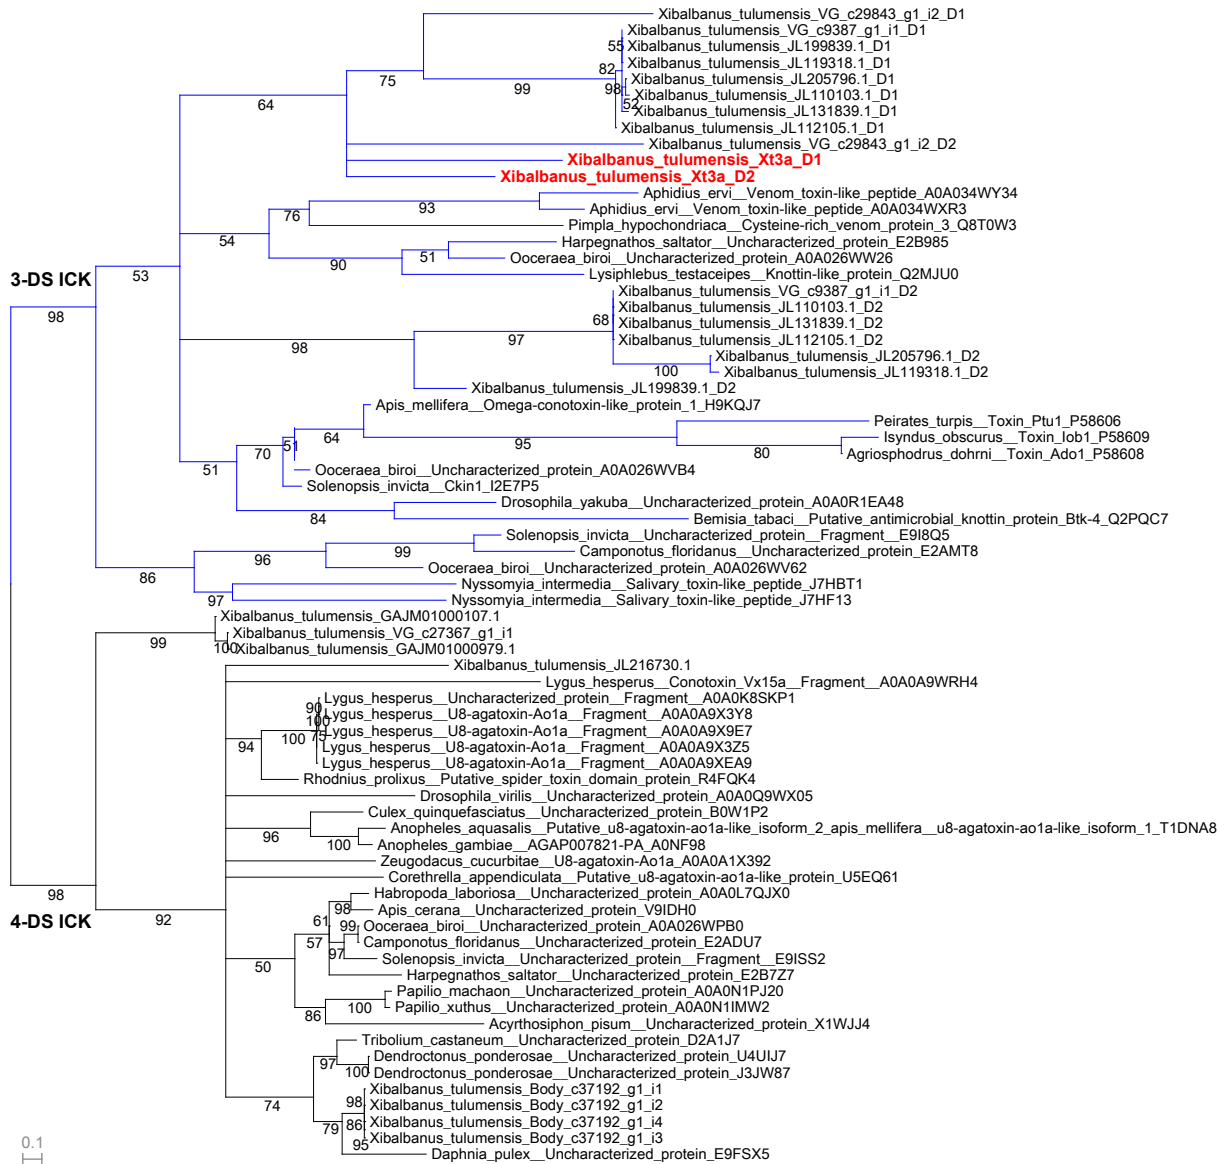 Xibalbanus_tulumensis_VG_c29843_g1_i2_D1
Xibalbanus_tulumensis_VG_c9387_g1_i1_D1
55
Xibalbanus_tulumensis_JL199839.1_D1
Xibalbanus_tulumensis_JL119318.1_D1
82
75
Xibalbanus_tulumensis_JL205796.1_D1
99
98
Xibalbanus_tulumensis_JL110103.1_D1
64
52
Xibalbanus_tulumensis_JL131839.1_D1
Xibalbanus_tulumensis_JL112105.1_D1
Xibalbanus_tulumensis_VG_c29843_g1_i2_D2
Xibalbanus_tulumensis_Xt3a_D1
Xibalbanus_tulumensis_Xt3a_D2
Aphidius_ervi__Venom_toxin-like_peptide_A0A034WY34
93
Aphidius_ervi__Venom_toxin-like_peptide_A0A034WXR3
76
Pimpla_hypochondriaca__Cysteine-rich_venom_protein_3_Q8T0W3
54
Harpegnathos_saltator__Uncharacterized_protein_E2B985
51
Ooceraea_biroi__Uncharacterized_protein_A0A026WW26
90
Lysiphlebus_testaceipes__Knottin-like_protein_Q2MJU0
3-DS ICK
53
Xibalbanus_tulumensis_VG_c9387_g1_i1_D2
Xibalbanus_tulumensis_JL110103.1_D2
98
68
Xibalbanus_tulumensis_JL131839.1_D2
97
Xibalbanus_tulumensis_JL112105.1_D2
98
Xibalbanus_tulumensis_JL205796.1_D2
100
Xibalbanus_tulumensis_JL119318.1_D2
Xibalbanus_tulumensis_JL199839.1_D2
Apis_mellifera__Omega-conotoxin-like_protein_1_H9KQJ7
Peirates_turpis__Toxin_Ptu1_P58606
64
95
Isyndus_obscurus__Toxin_Iob1_P58609
51
70
80
Agriosphodrus_dohrni__Toxin_Ado1_P58608
51
Ooceraea_biroi__Uncharacterized_protein_A0A026WVB4
Solenopsis_invicta__Ckin1_I2E7P5
Drosophila_yakuba__Uncharacterized_protein_A0A0R1EA48
84
Bemisia_tabaci__Putative_antimicrobial_knottin_protein_Btk-4_Q2PQC7
Solenopsis_invicta__Uncharacterized_protein__Fragment__E9I8Q5
99
96
Camponotus_floridanus__Uncharacterized_protein_E2AMT8
86
Ooceraea_biroi__Uncharacterized_protein_A0A026WV62
Nyssomyia_intermedia__Salivary_toxin-like_peptide_J7HBT1
97
Nyssomyia_intermedia__Salivary_toxin-like_peptide_J7HF13
Xibalbanus_tulumensis_GAJM01000107.1
Xibalbanus_tulumensis_VG_c27367_g1_i1
99
100
Xibalbanus_tulumensis_GAJM01000979.1
Xibalbanus_tulumensis_JL216730.1
Lygus_hesperus__Conotoxin_Vx15a__Fragment__A0A0A9WRH4
Lygus_hesperus__Uncharacterized_protein__Fragment__A0A0K8SKP1
90
Lygus_hesperus__U8-agatoxin-Ao1a__Fragment__A0A0A9X3Y8
100
Lygus_hesperus__U8-agatoxin-Ao1a__Fragment__A0A0A9X9E7
94
100
75
Lygus_hesperus__U8-agatoxin-Ao1a__Fragment__A0A0A9X3Z5
Lygus_hesperus__U8-agatoxin-Ao1a__Fragment__A0A0A9XEA9
Rhodnius_prolixus__Putative_spider_toxin_domain_protein_R4FQK4
Drosophila_virilis__Uncharacterized_protein_A0A0Q9WX05
Culex_quinquefasciatus__Uncharacterized_protein_B0W1P2
96
Anopheles_aquasalis__Putative_u8-agatoxin-ao1a-like_isoform_2_apis_mellifera__u8-agatoxin-ao1a-like_isoform_1_T1DNA8
100
Anopheles_gambiae__AGAP007821-PA_A0NF98
Zeugodacus_cucurbitae__U8-agatoxin-Ao1a_A0A0A1X392
Corethrella_appendiculata__Putative_u8-agatoxin-ao1a-like_protein_U5EQ61
98
Habropoda_laboriosa__Uncharacterized_protein_A0A0L7QJX0
98
Apis_cerana__Uncharacterized_protein_V9IDH0
4-DS ICK
92
61
99
Ooceraea_biroi__Uncharacterized_protein_A0A026WPB0
57
Camponotus_floridanus__Uncharacterized_protein_E2ADU7
97
50
Solenopsis_invicta__Uncharacterized_protein__Fragment__E9ISS2
Harpegnathos_saltator__Uncharacterized_protein_E2B7Z7
Papilio_machaon__Uncharacterized_protein_A0A0N1PJ20
100
Papilio_xuthus__Uncharacterized_protein_A0A0N1IMW2
86
Acyrthosiphon_pisum__Uncharacterized_protein_X1WJJ4
Tribolium_castaneum__Uncharacterized_protein_D2A1J7
97
Dendroctonus_ponderosae__Uncharacterized_protein_U4UIJ7
100
Dendroctonus_ponderosae__Uncharacterized_protein_J3JW87
74
Xibalbanus_tulumensis_Body_c37192_g1_i1
98
Xibalbanus_tulumensis_Body_c37192_g1_i2
79
86
Xibalbanus_tulumensis_Body_c37192_g1_i4
95
Xibalbanus_tulumensis_Body_c37192_g1_i3
Daphnia_pulex__Uncharacterized_protein_E9FSX5
0.1